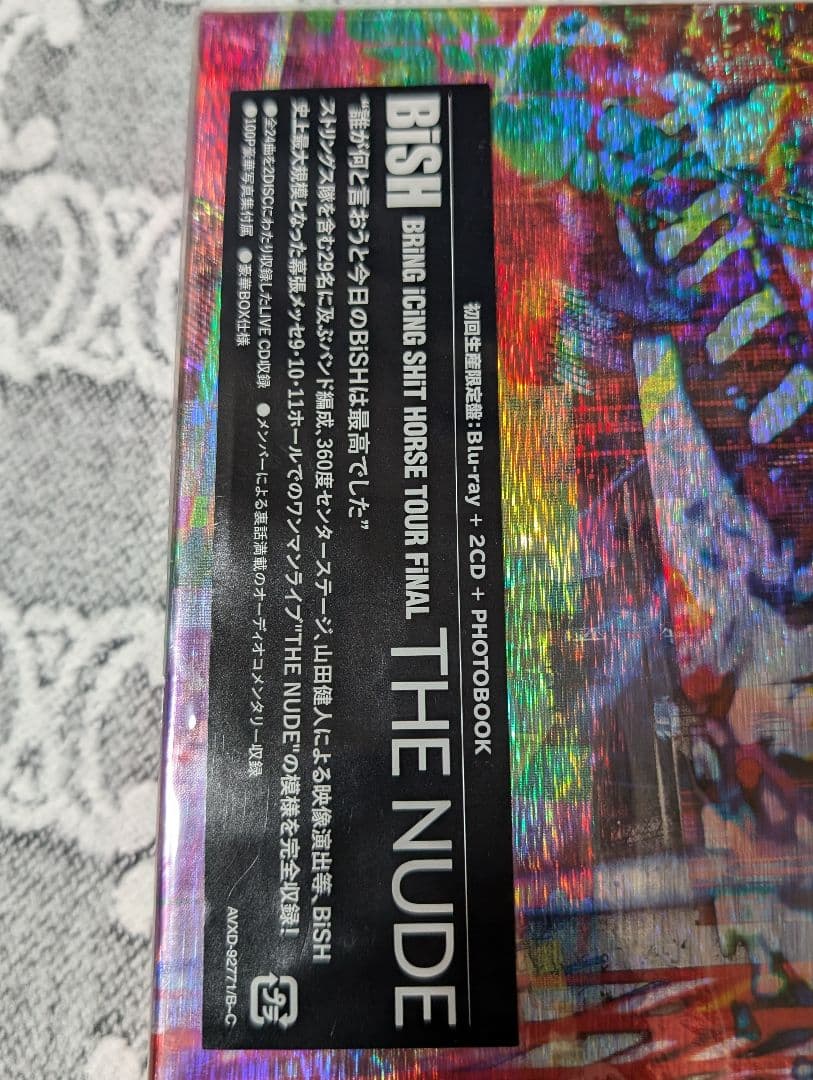 初回生産限定盤：Blu-ray + 2CD + PHOTOBOOK
BiSH BRiNG iCiNG SHiT HORSE TOUR FiNAL THE NUDE
“誰が何と言おうと今日のBiSHは最高でした”
ストリングス隊を含む29名に及ぶバンド編成、360度センターステージ、山田健人による映像演出等、BiSH
史上最大規模となった幕張メッセ9・10・11ホールでのワンマンライブ"THE NUDE"の模様を完全収録！
●全24曲を2DISCにわたり収録したLIVE CD収録 ●メンバーによる裏話満載のオーディオコメンタリー収録
●100P豪華写真集付属 ●豪華BOX仕様
AVXD-92771/B~C
プラ